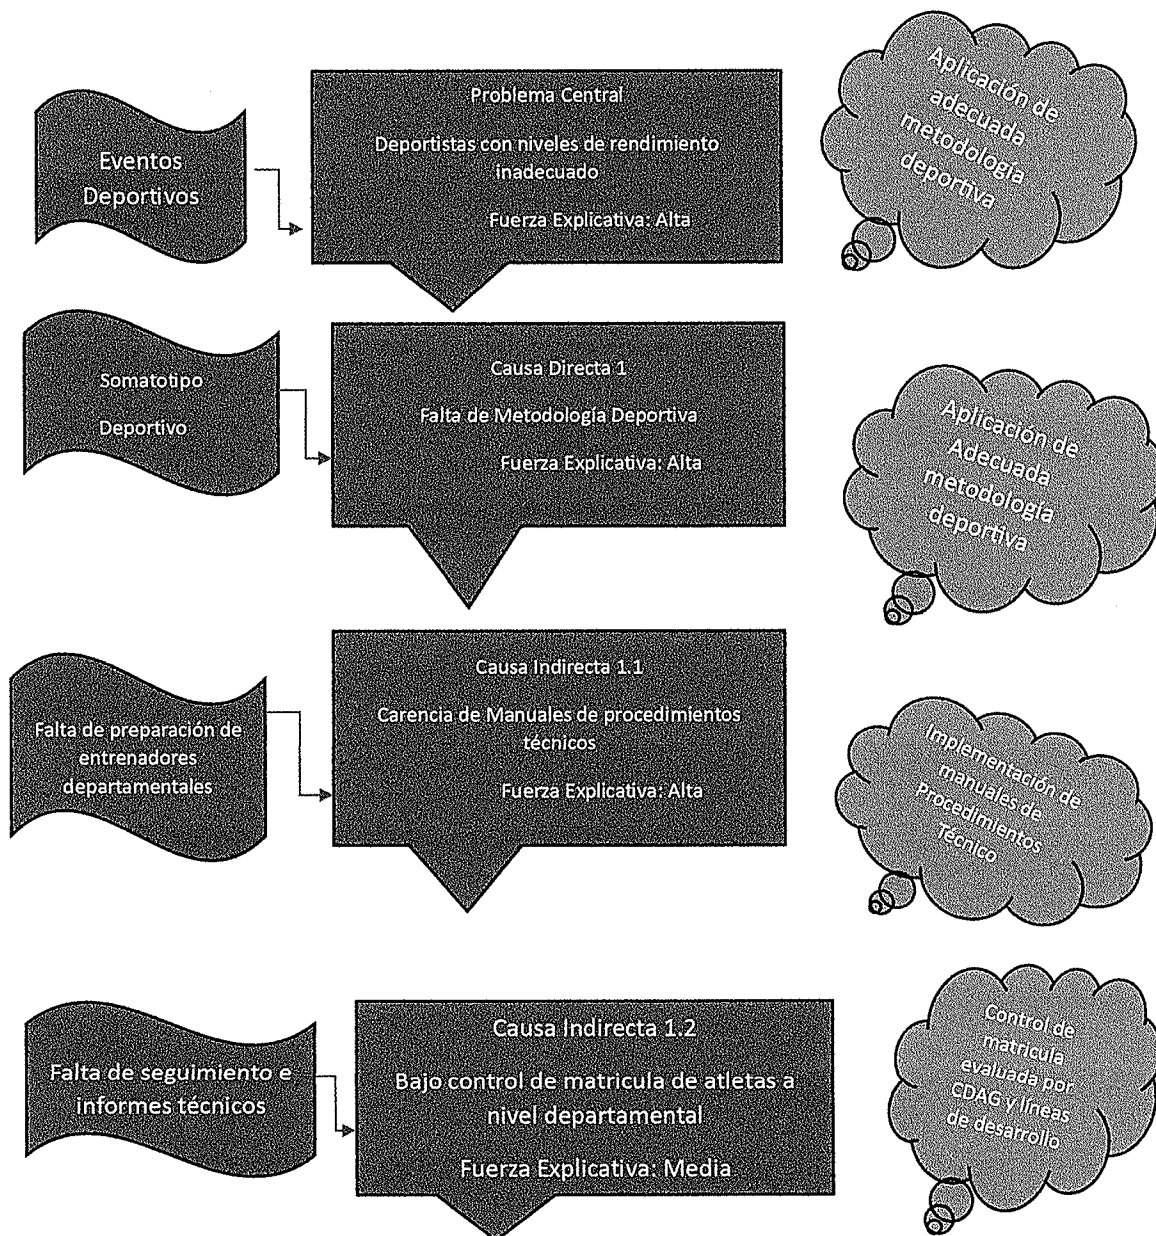 Eventos
Deportivos
Problema Central
Deportistas con niveles de rendimiento
inadecuado
Fuerza Explicativa: Alta
Aplicación de
adecuada
metodología
deportiva
Somatotipo
Deportivo
Causa Directa 1
Falta de Metodología Deportiva
Fuerza Explicativa: Alta
Aplicación de
Adecuada
metodología
deportiva
Falta de preparación de
entrenadores
departamentales
Causa Indirecta 1.1
Carencia de Manuales de procedimientos
técnicos
Fuerza Explicativa: Alta
Implementación de
manuales de
Procedimientos
Técnico
Falta de seguimiento e
informes técnicos
Causa Indirecta 1.2
Bajo control de matricula de atletas a
nivel departamental
Fuerza Explicativa: Media
Control de
matricula
evaluada por
CDAG y líneas
de desarrollo